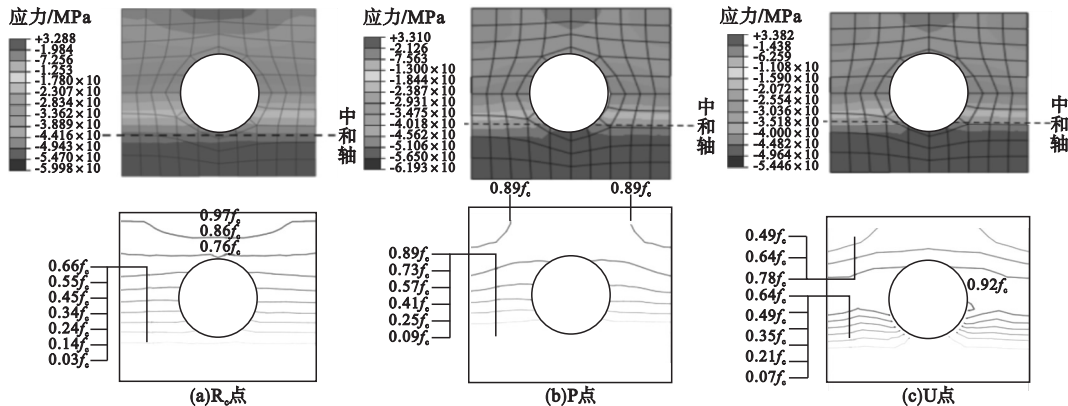 应力/MPa
+3.288
-1.984
-7.256
-1.253
-1.780×10
-2.307×10
-2.834×10
-3.362×10
-3.889×10
-4.416×10
-4.943×10
-5.470×10
-5.998×10
中和轴
应力/MPa
+3.310
-2.126
-7.563
-1.300×10
-1.844×10
-2.387×10
-2.931×10
-3.475×10
-4.018×10
-4.562×10
-5.106×10
-5.650×10
-6.193×10
中和轴
应力/MPa
+3.382
-1.438
-6.259
-1.108×10
-1.590×10
-2.072×10
-2.554×10
-3.036×10
-3.518×10
-4.000×10
-4.482×10
-4.964×10
-5.446×10
中和轴
0.97fc
0.86fc
0.76fc
0.66fc
0.55fc
0.45fc
0.34fc
0.24fc
0.14fc
0.03fc
(a)Rc点
0.89fc
0.89fc
0.89fc
0.73fc
0.57fc
0.41fc
0.25fc
0.09fc
(b)P点
0.49fc
0.64fc
0.78fc
0.64fc
0.49fc
0.35fc
0.21fc
0.07fc
0.92fc
(c)U点